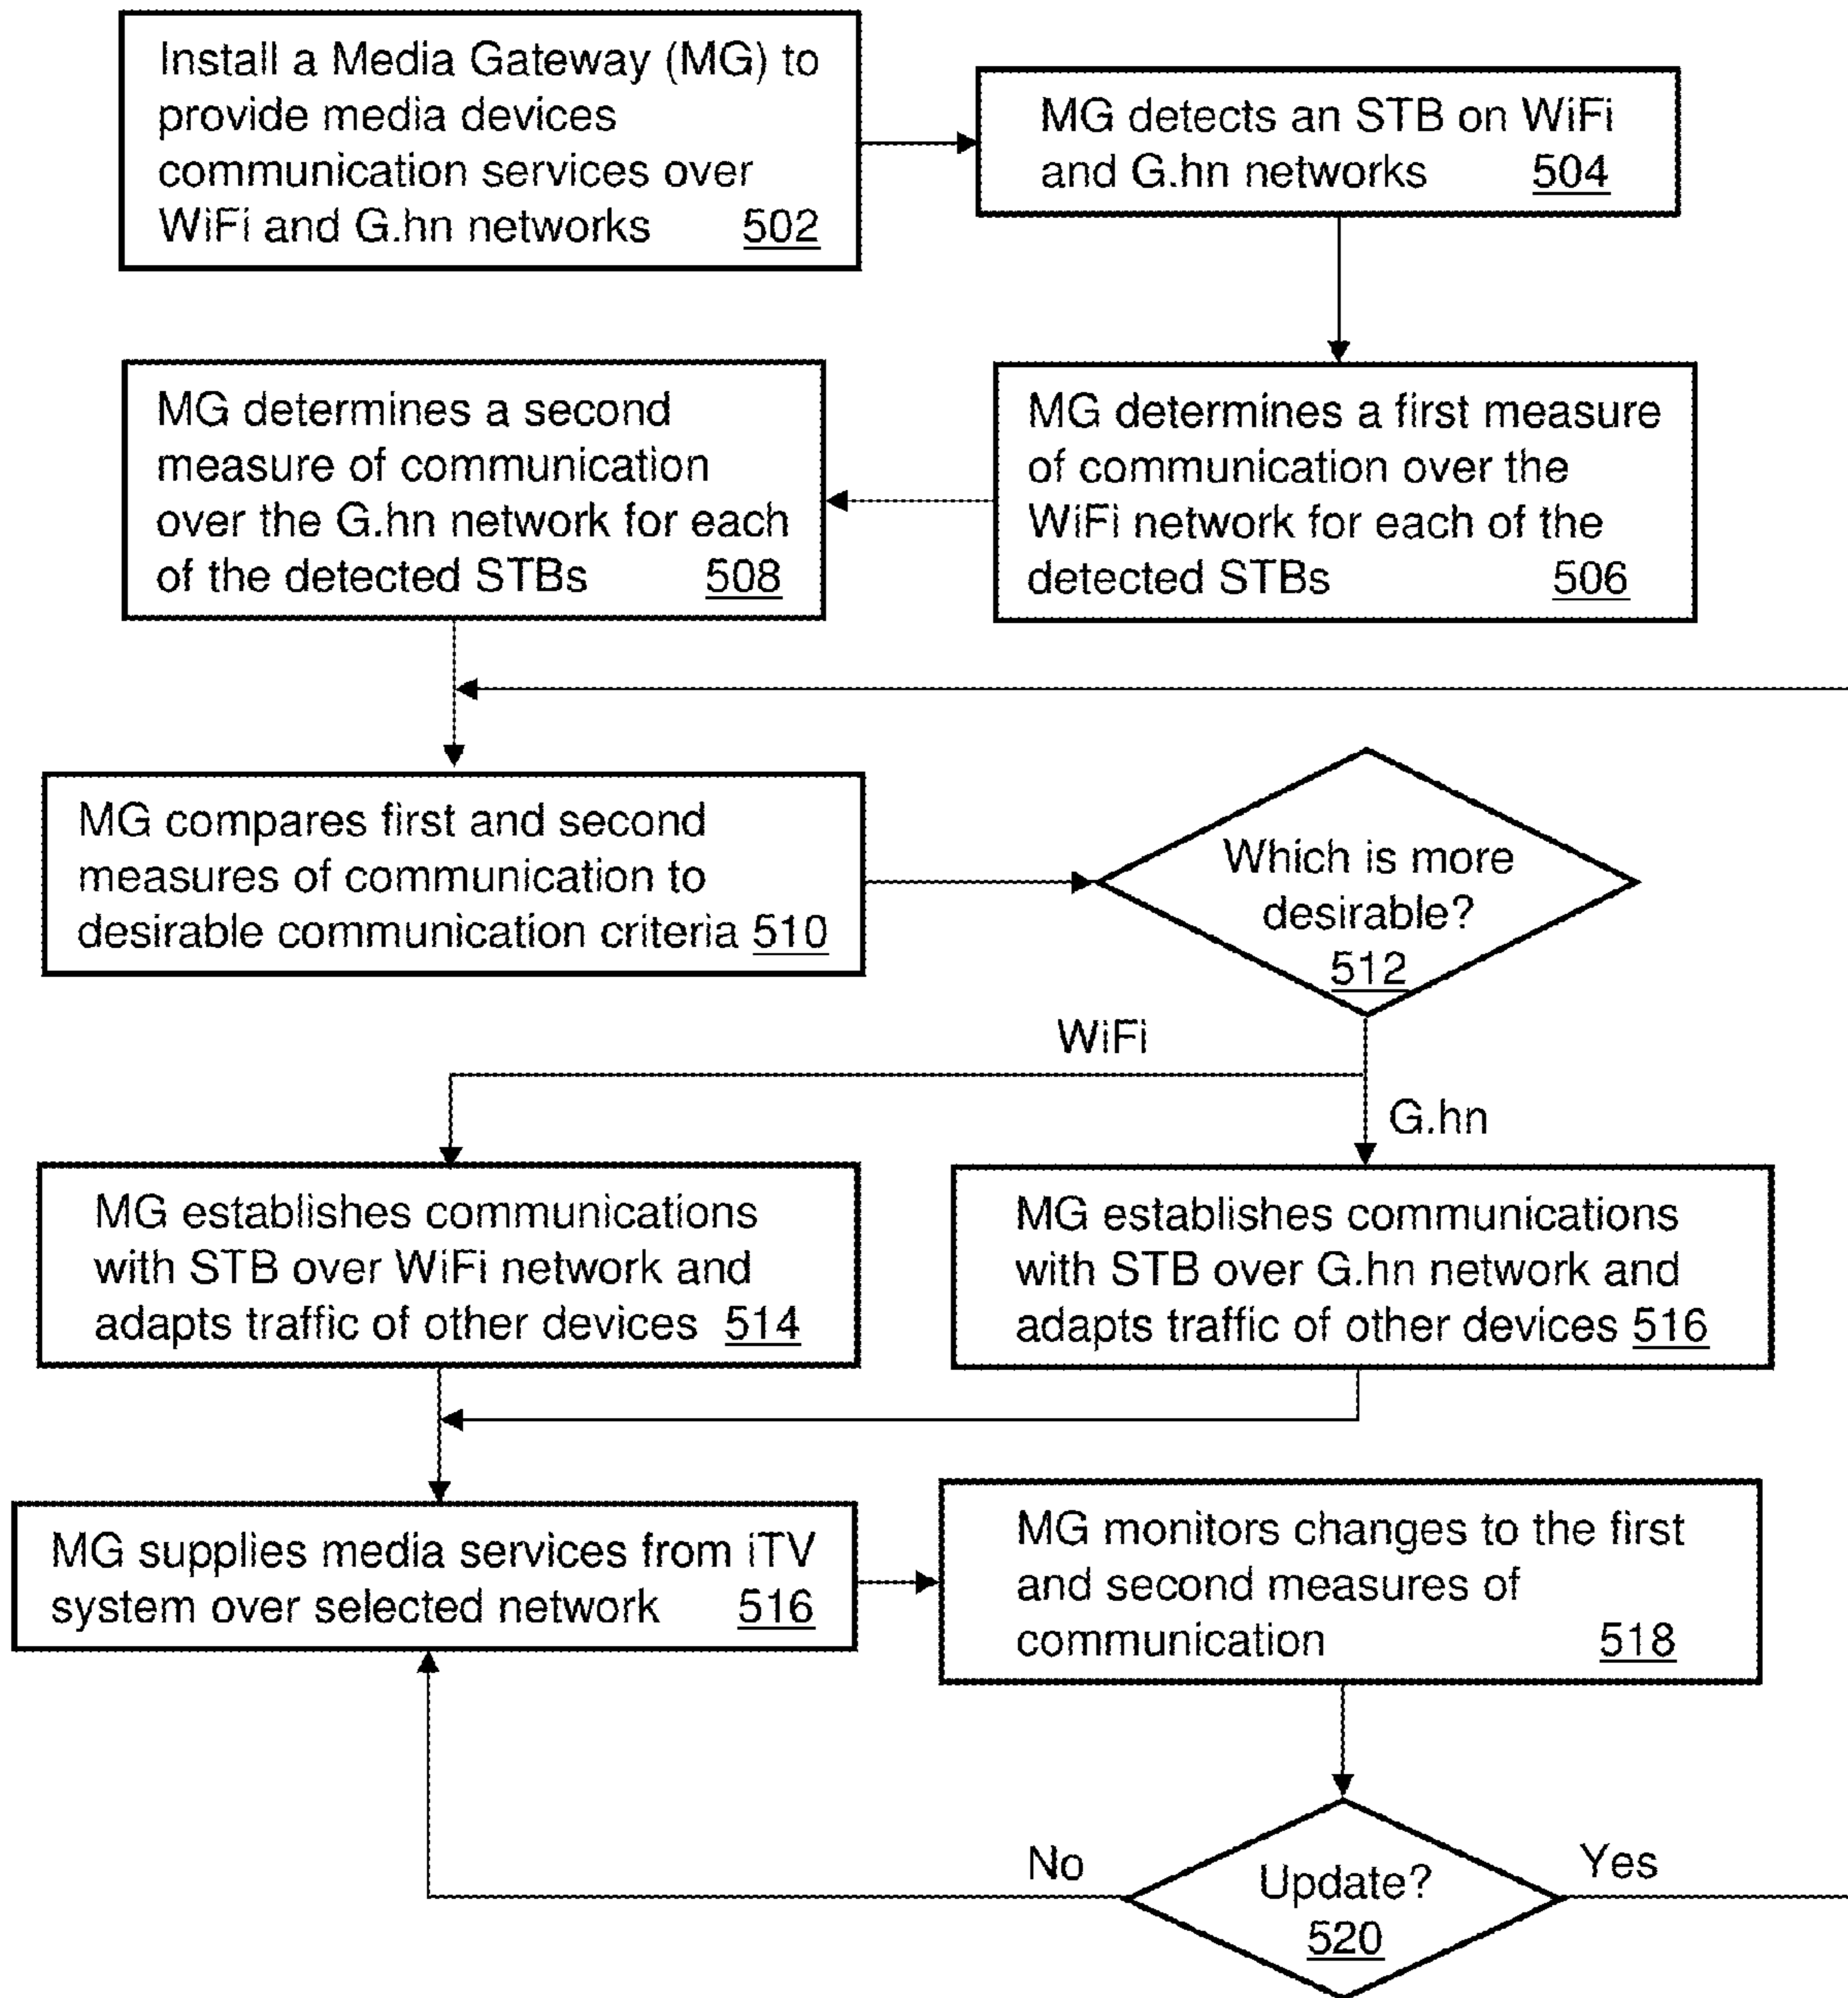 Install a Media Gateway (MG) to
provide media devices
communication services over
WiFi and G.hn networks 502
MG detects an STB on WiFi
and G.hn networks 504
MG determines a first measure
of communication over the
WiFi network for each of the
detected STBs 506
MG determines a second
measure of communication
over the G.hn network for each
of the detected STBs 508
MG compares first and second
measures of communication to
desirable communication criteria 510
Which is more
desirable?
512
WiFi
G.hn
MG establishes communications
with STB over WiFi network and
adapts traffic of other devices 514
MG establishes communications
with STB over G.hn network and
adapts traffic of other devices 516
MG supplies media services from iTV
system over selected network 516
MG monitors changes to the first
and second measures of
communication 518
Update?
520
No
Yes